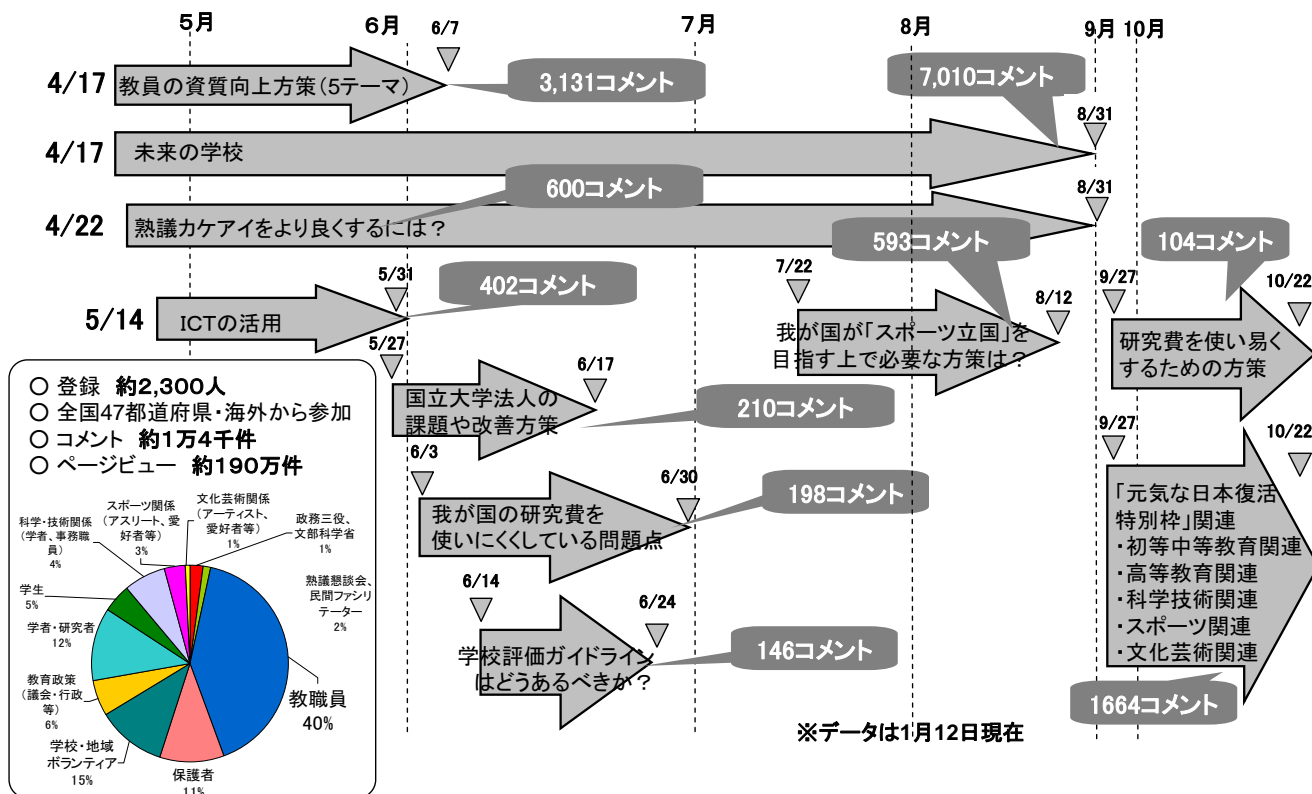 5月
6月
7月
8月
9月
10月
6/7
4/17
教員の資質向上方策(5テーマ)
3,131コメント
7,010コメント
8/31
4/17
未来の学校
600コメント
8/31
4/22
熟議カケアイをより良くするには？
593コメント
104コメント
5/31
402コメント
7/22
8/12
9/27
10/22
5/14
ICTの活用
我が国が「スポーツ立国」を
目指す上で必要な方策は？
研究費を使い易く
するための方策
5/27
6/17
国立大学法人の
課題や改善方策
210コメント
9/27
10/22
6/3
6/30
198コメント
我が国の研究費を
使いにくくしている問題点
「元気な日本復活
特別枠」関連
・初等中等教育関連
・高等教育関連
・科学技術関連
・スポーツ関連
・文化芸術関連
1664コメント
6/14
6/24
学校評価ガイドライン
はどうあるべきか？
146コメント
※データは1月12日現在
○ 登録 約2,300人
○ 全国47都道府県・海外から参加
○ コメント 約1万4千件
○ ページビュー 約190万件
文化芸術関係
(アーティスト、
愛好者等)
1%
スポーツ関係
(アスリート、愛
好者等)
3%
科学・技術関係
(学者、事務職
員)
4%
政務三役、
文部科学省
1%
熟議懇談会、
民間ファシリ
テーター
2%
学生
5%
学者・研究者
12%
教育政策
(議会・行政
等)
6%
教職員
40%
学校・地域
ボランティア
15%
保護者
11%